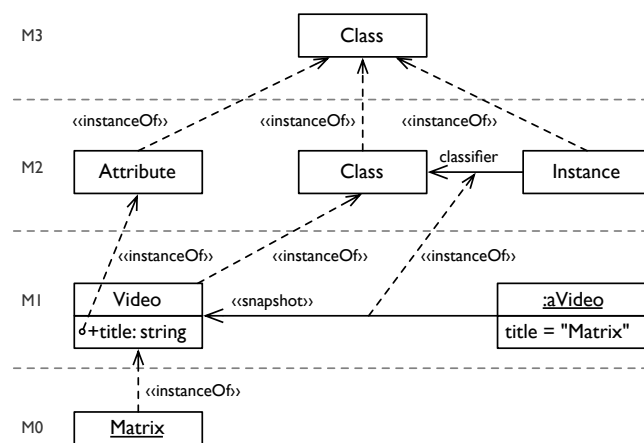 M3
Class
‹‹instanceOf›› ‹‹instanceOf›› ‹‹instanceOf››
M2
Attribute
Class
classifier
Instance
‹‹instanceOf›› ‹‹instanceOf›› ‹‹instanceOf››
M1
Video
+title: string
‹‹snapshot››
:aVideo
title = "Matrix"
‹‹instanceOf››
M0
Matrix